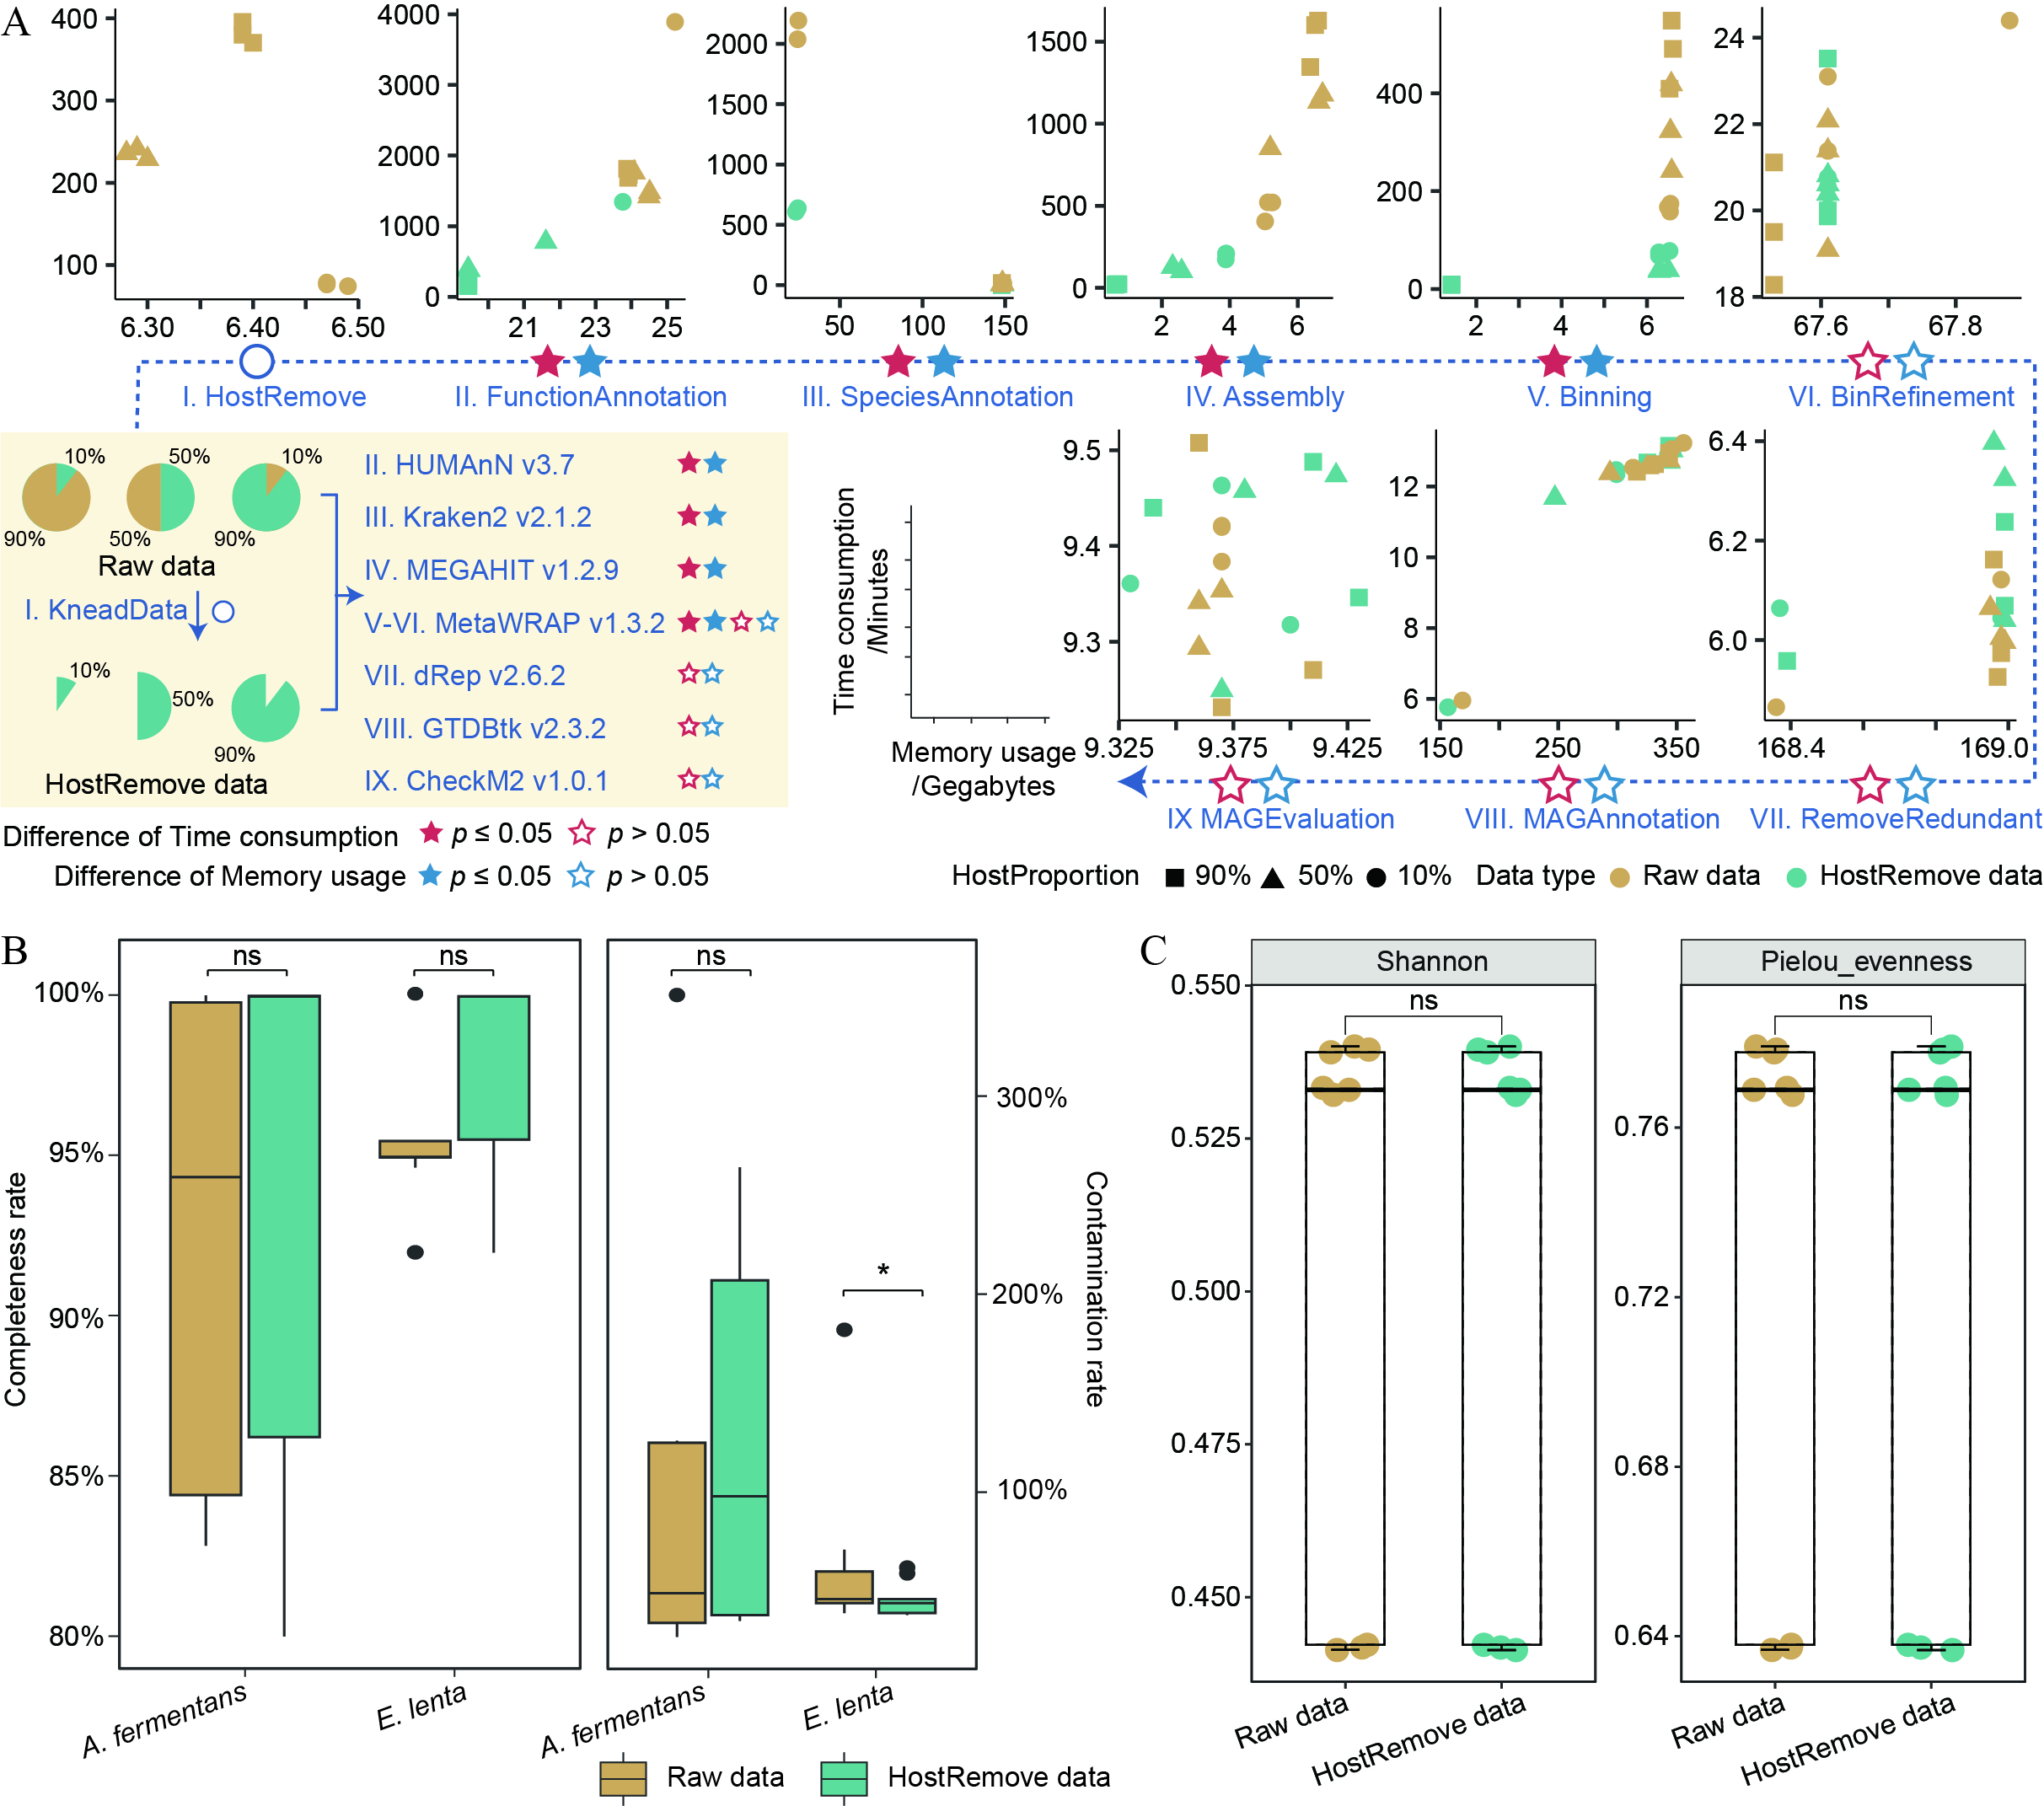 A
400
300
200
100
6.30
6.40
6.50
4000
3000
2000
1000
0
21
23
25
2000
1500
1000
500
0
50
100
150
1500
1000
500
0
2
4
6
400
200
0
2
4
6
24
22
20
18
67.6
67.8
I. HostRemove
II. FunctionAnnotation
III. SpeciesAnnotation
IV. Assembly
V. Binning
VI. BinRefinement
10%
90%
50%
50%
10%
90%
Raw data
I. KneadData
10%
50%
90%
HostRemove data
II. HUMAnN v3.7
III. Kraken2 v2.1.2
IV. MEGAHIT v1.2.9
V-VI. MetaWRAP v1.3.2
VII. dRep v2.6.2
VIII. GTDBtk v2.3.2
IX. CheckM2 v1.0.1
Time consumption
/Minutes
Memory usage
/Gegabytes
9.5
9.4
9.3
9.325
9.375
9.425
12
10
8
6
150
250
350
6.4
6.2
6.0
168.4
169.0
IX MAGEvaluation
VIII. MAGAnnotation
VII. RemoveRedundant
Difference of Time consumption p ≤ 0.05 p > 0.05
Difference of Memory usage p ≤ 0.05 p > 0.05
HostProportion 90% 50% 10% Data type Raw data HostRemove data
B
Completeness rate
100%
95%
90%
85%
80%
ns
ns
A. fermentans
E. lenta
ns
*
300%
200%
100%
Contamination rate
A. fermentans
E. lenta
Raw data
HostRemove data
C
Shannon
ns
0.550
0.525
0.500
0.475
0.450
Raw data
HostRemove data
Pielou_evenness
ns
0.76
0.72
0.68
0.64
Raw data
HostRemove data